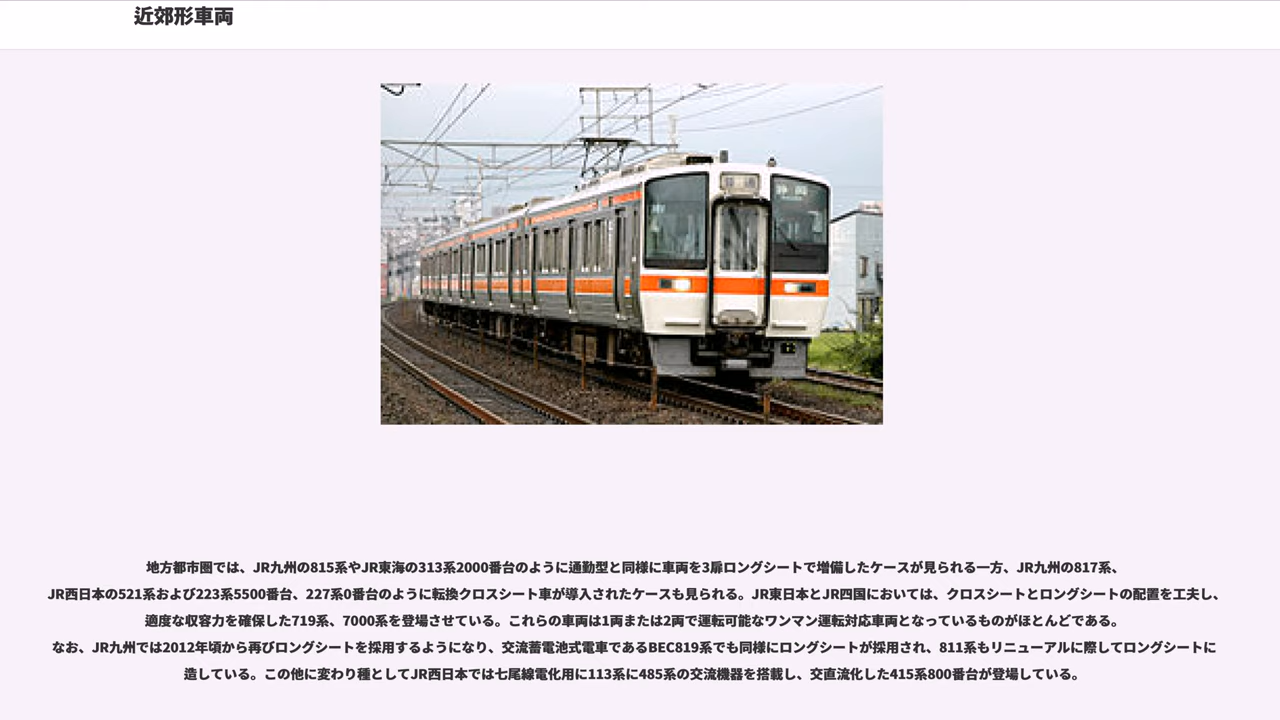 近郊形車両
地方都市圏では、JR九州の815系やJR東海の313系2000番台のように通勤型と同様に車両を3扉ロングシートで増備したケースが見られる一方、JR九州の817系、
JR西日本の521系および223系5500番台、227系0番台のように転換クロスシート車が導入されたケースも見られる。JR東日本とJR四国においては、クロスシートとロングシートの配置を工夫し、
適度な収容力を確保した719系、7000系を登場させている。これらの車両は1両または2両で運転可能なワンマン運転対応車両となっているものがほとんどである。
なお、JR九州では2012年頃から再びロングシートを採用するようになり、交流蓄電池式電車であるBEC819系でも同様にロングシートが採用され、811系もリニューアルに際してロングシートに
造している。この他に変わり種としてJR西日本では七尾線電化用に113系に485系の交流機器を搭載し、交直流化した415系800番台が登場している。